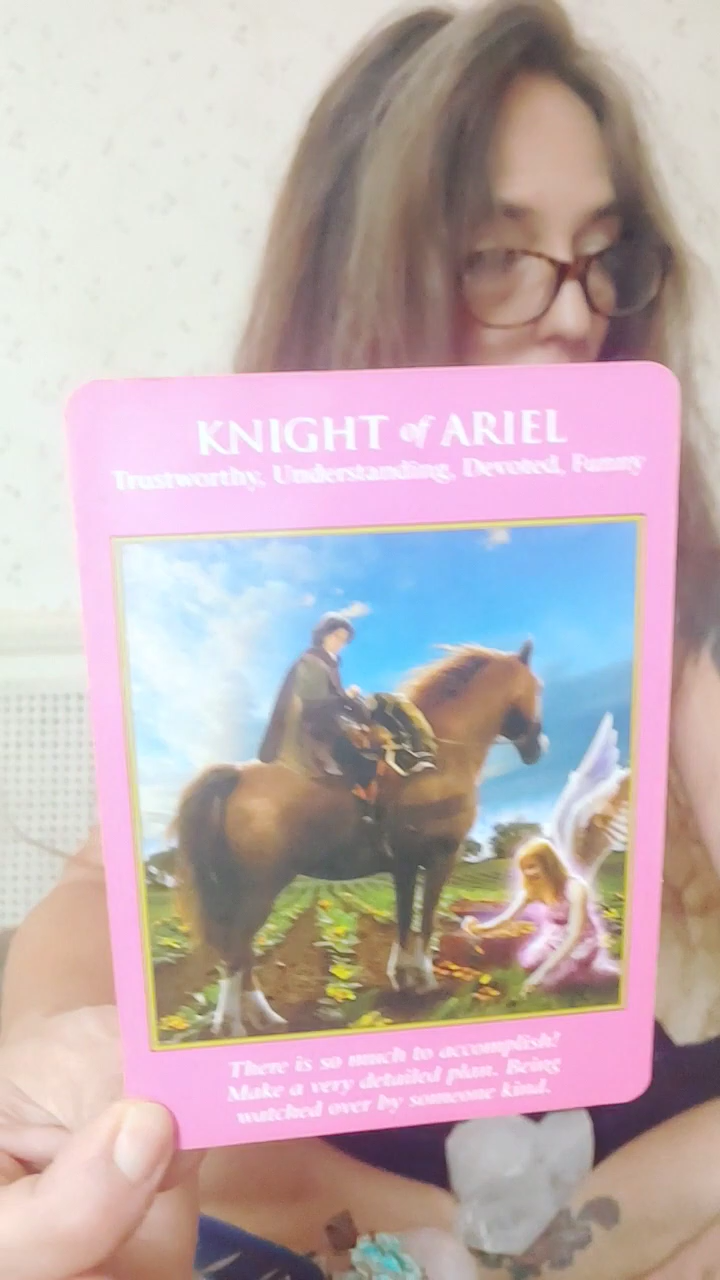 KNIGHT of ARIEL
Trustworthy, Understanding, Devoted, Funny
There is so much to accomplish!
Make a very detailed plan. Being
watched over by someone kind.